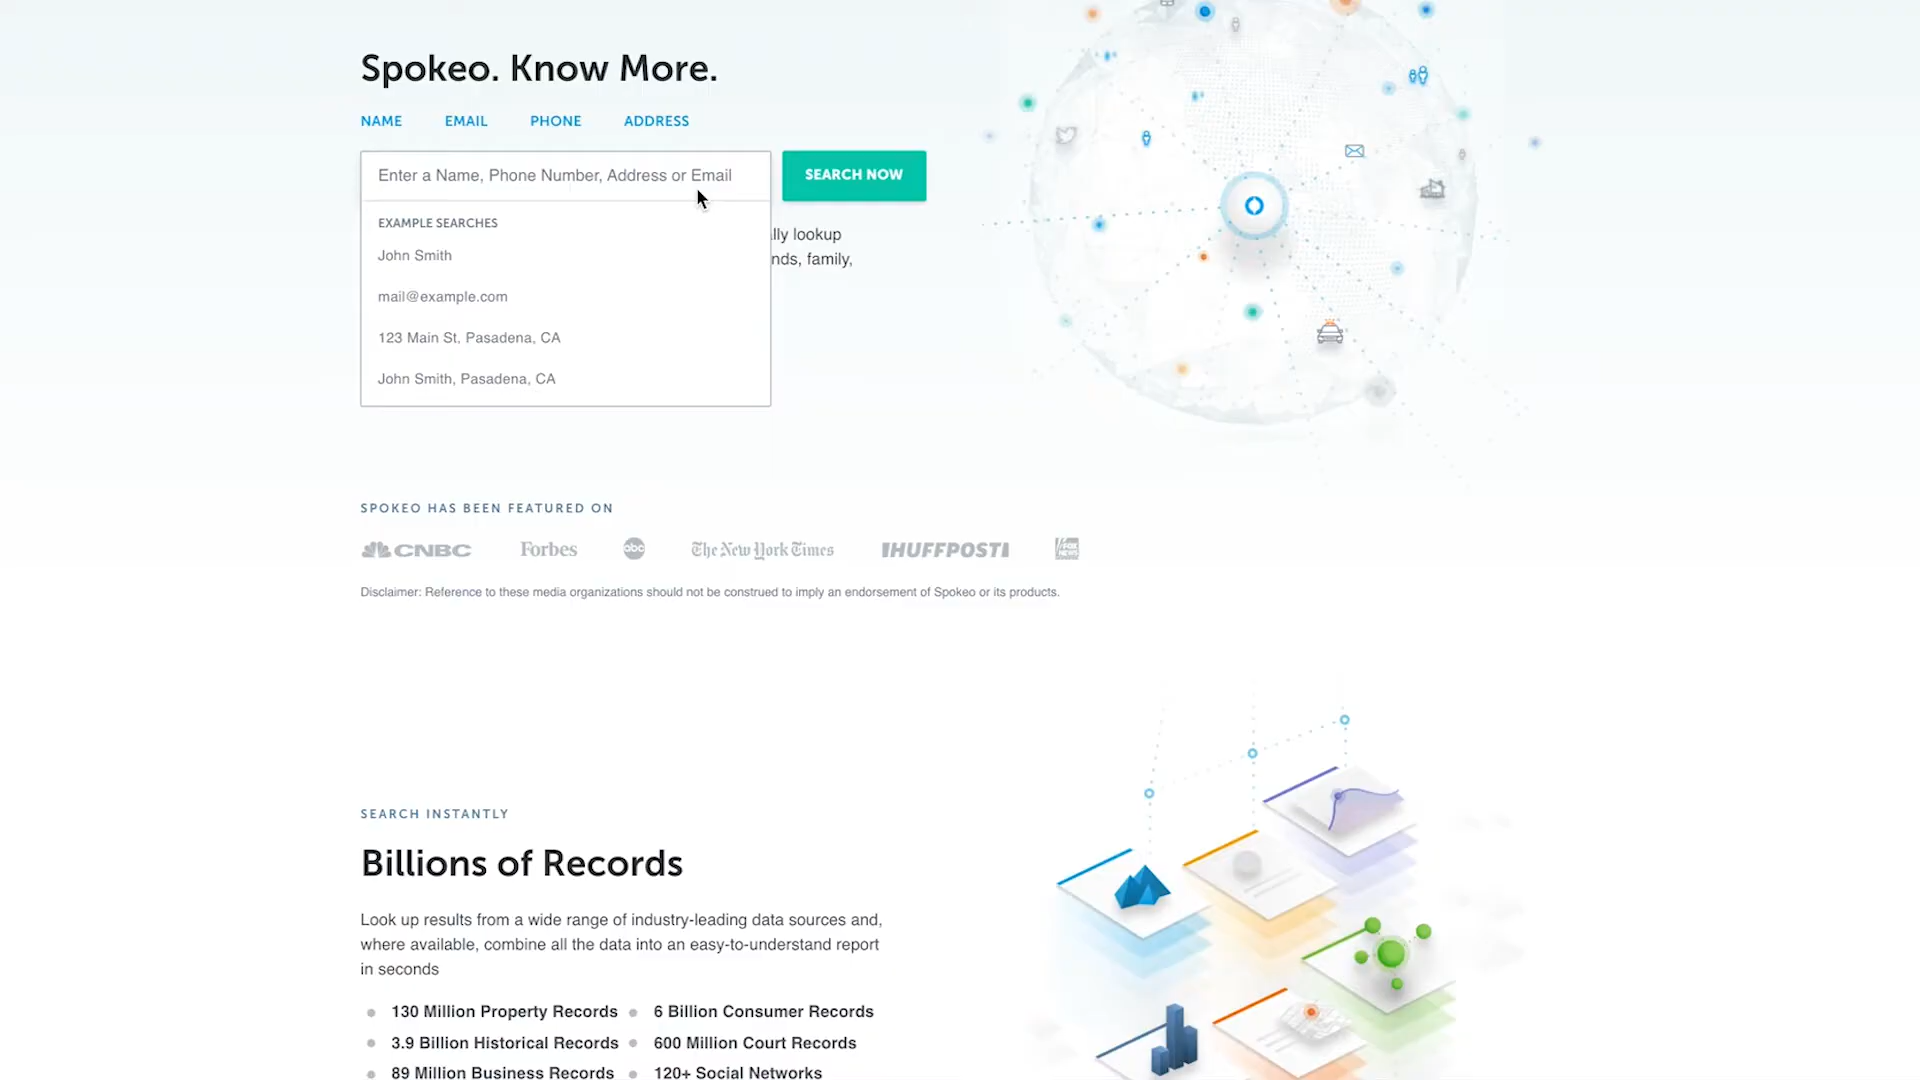 Spokeo. Know More.
NAME EMAIL PHONE ADDRESS
Enter a Name, Phone Number, Address or Email
SEARCH NOW
EXAMPLE SEARCHES
lly lookup
John Smith
nds, family,
mail@example.com
123 Main St, Pasadena, CA
John Smith, Pasadena, CA
SPOKEO HAS BEEN FEATURED ON
CNBC Forbes abc The New York Times HUFFPOST FOX NEWS
Disclaimer: Reference to these media organizations should not be construed to imply an endorsement of Spokeo or its products.
SEARCH INSTANTLY
Billions of Records
Look up results from a wide range of industry-leading data sources and,
where available, combine all the data into an easy-to-understand report
in seconds
130 Million Property Records 6 Billion Consumer Records
3.9 Billion Historical Records 600 Million Court Records
89 Million Business Records 120+ Social Networks